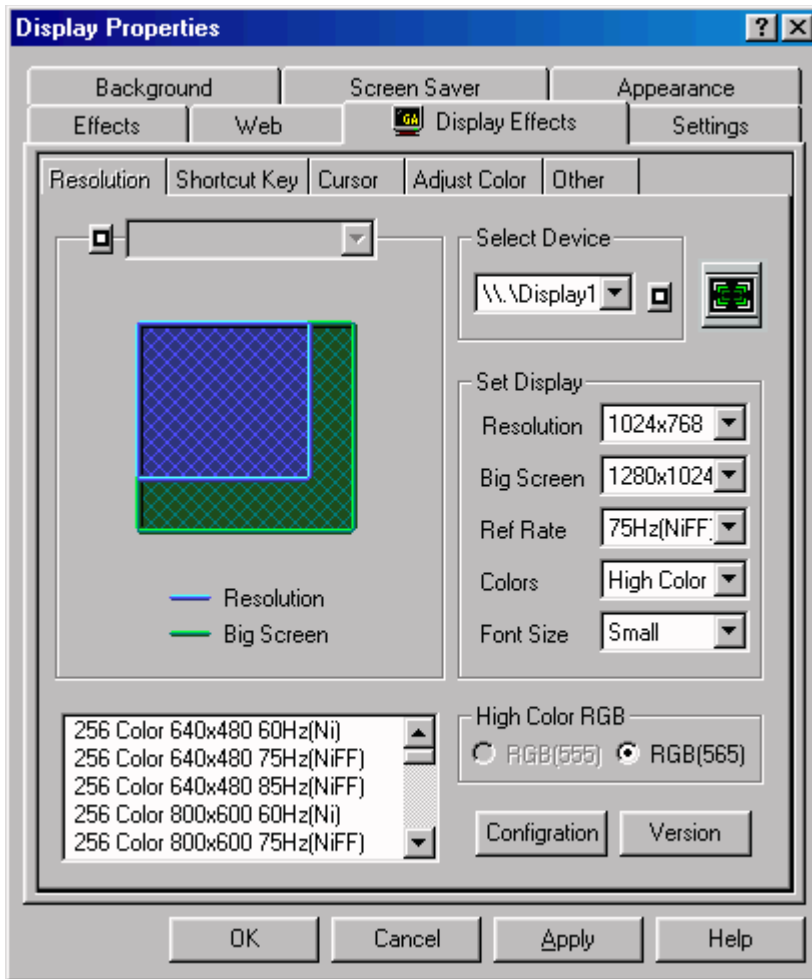 Display Properties
Background
Screen Saver
Appearance
Effects
Web
GA
Display Effects
Settings
Resolution
Shortcut Key
Cursor
Adjust Color
Other
Select Device
\\.\Display1
Set Display
Resolution
1024x768
Big Screen
1280x1024
Ref Rate
75Hz(NiFF)
Colors
High Color
Font Size
Small
Resolution
Big Screen
256 Color 640x480 60Hz(Ni)
256 Color 640x480 75Hz(NiFF)
256 Color 640x480 85Hz(NiFF)
256 Color 800x600 60Hz(Ni)
256 Color 800x600 75Hz(NiFF)
High Color RGB
RGB(555)
RGB(565)
Configration
Version
OK
Cancel
Apply
Help